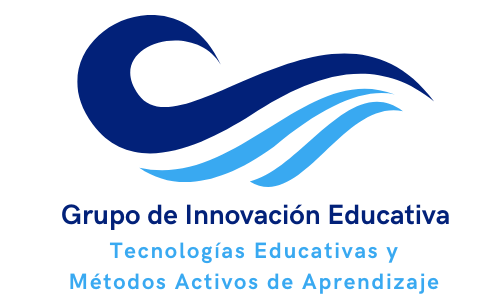 Grupo de Innovación Educativa
Tecnologías Educativas y
Métodos Activos de Aprendizaje